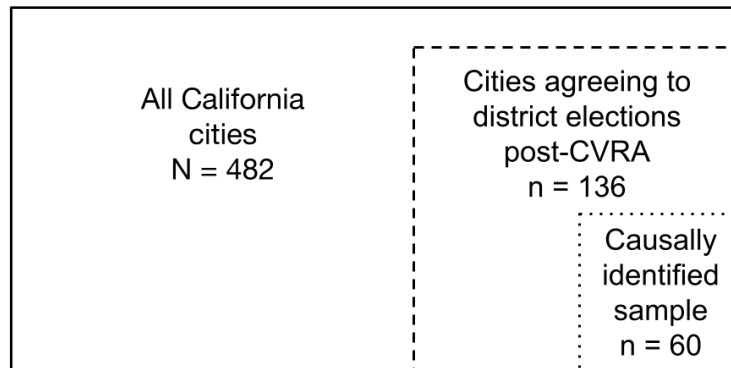 All California
cities
N = 482
Cities agreeing to
district elections
post-CVRA
n = 136
Causally
identified
sample
n = 60